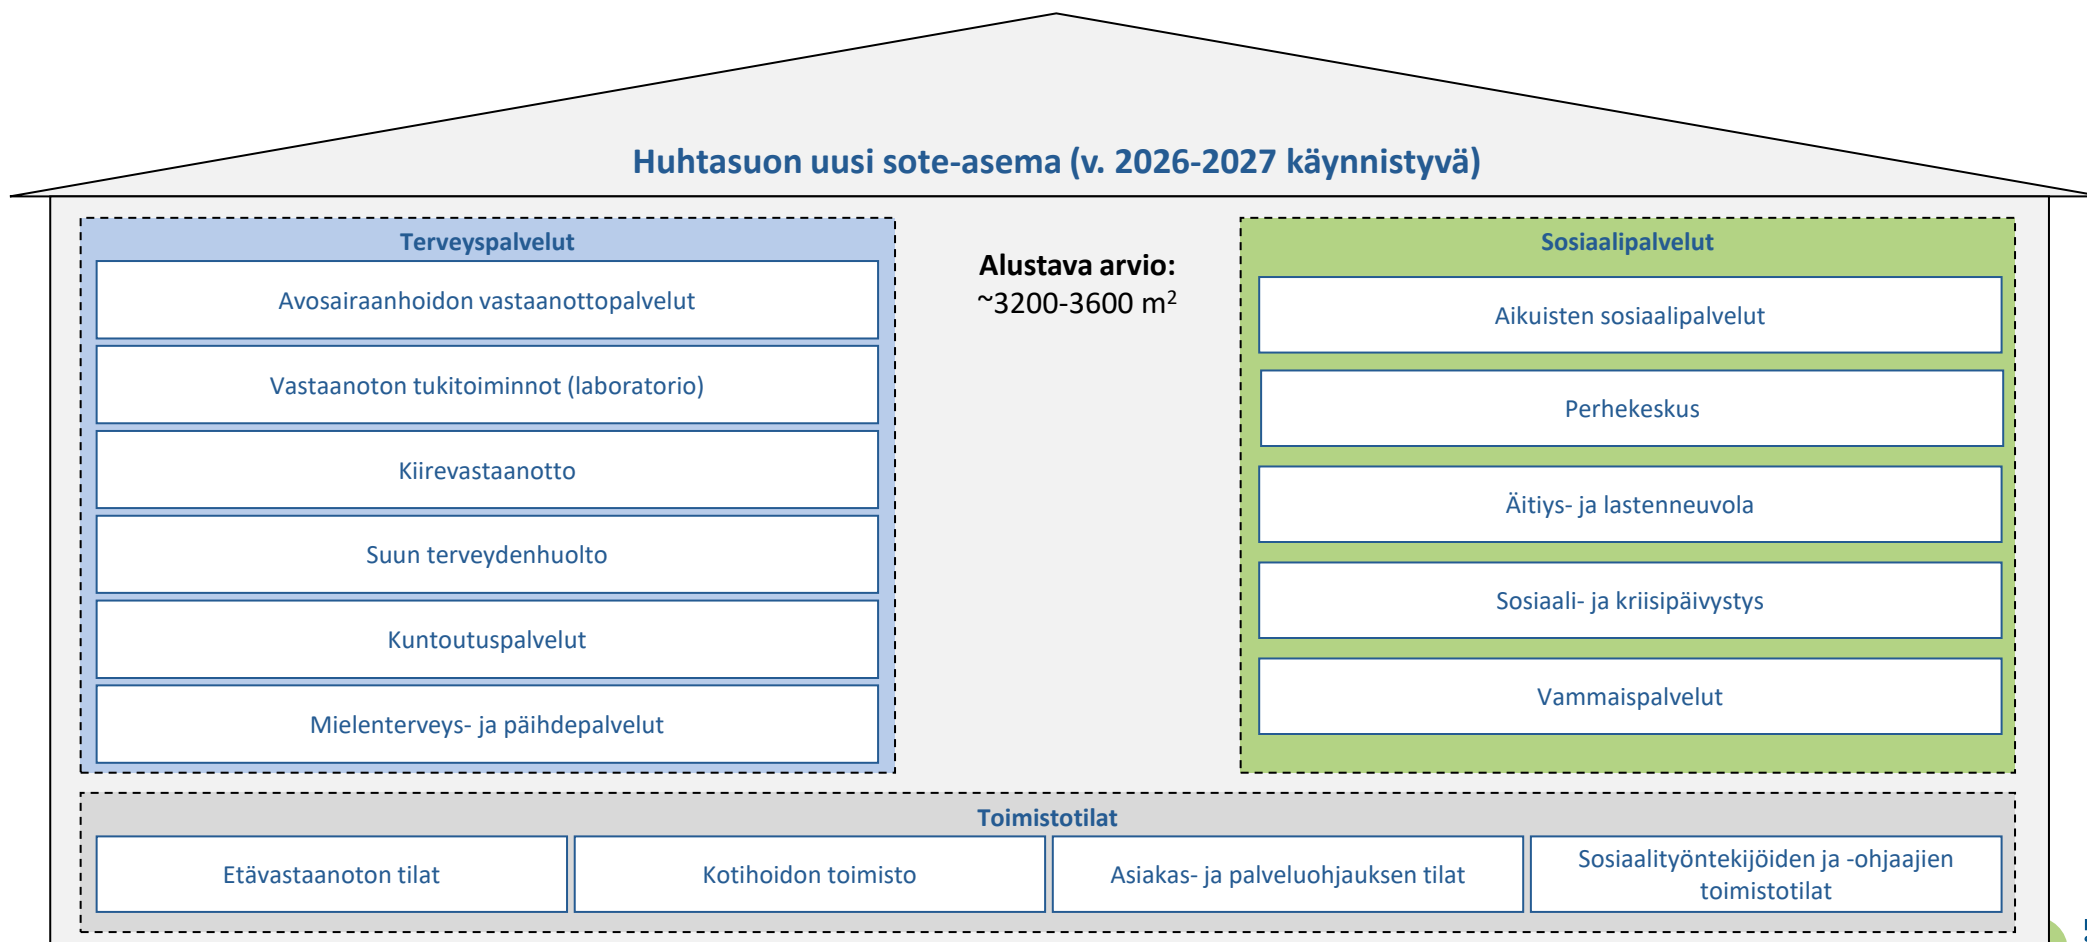 Huhtasuon uusi sote-asema (v. 2026-2027 käynnistyvä)
Terveyspalvelut
Avosairaanhoidon vastaanottopalvelut
Vastaanoton tukitoiminnot (laboratorio)
Kiirevastaanotto
Suun terveydenhuolto
Kuntoutuspalvelut
Mielenterveys- ja päihdepalvelut
Alustava arvio:
~3200-3600 m²
Sosiaalipalvelut
Aikuisten sosiaalipalvelut
Perhekeskus
Äitiys- ja lastenneuvola
Sosiaali- ja kriisipäivystys
Vammaispalvelut
Toimistotilat
Etävastaanoton tilat
Kotihoidon toimisto
Asiakas- ja palveluohjauksen tilat
Sosiaalityöntekijöiden ja -ohjaajien
toimistotilat